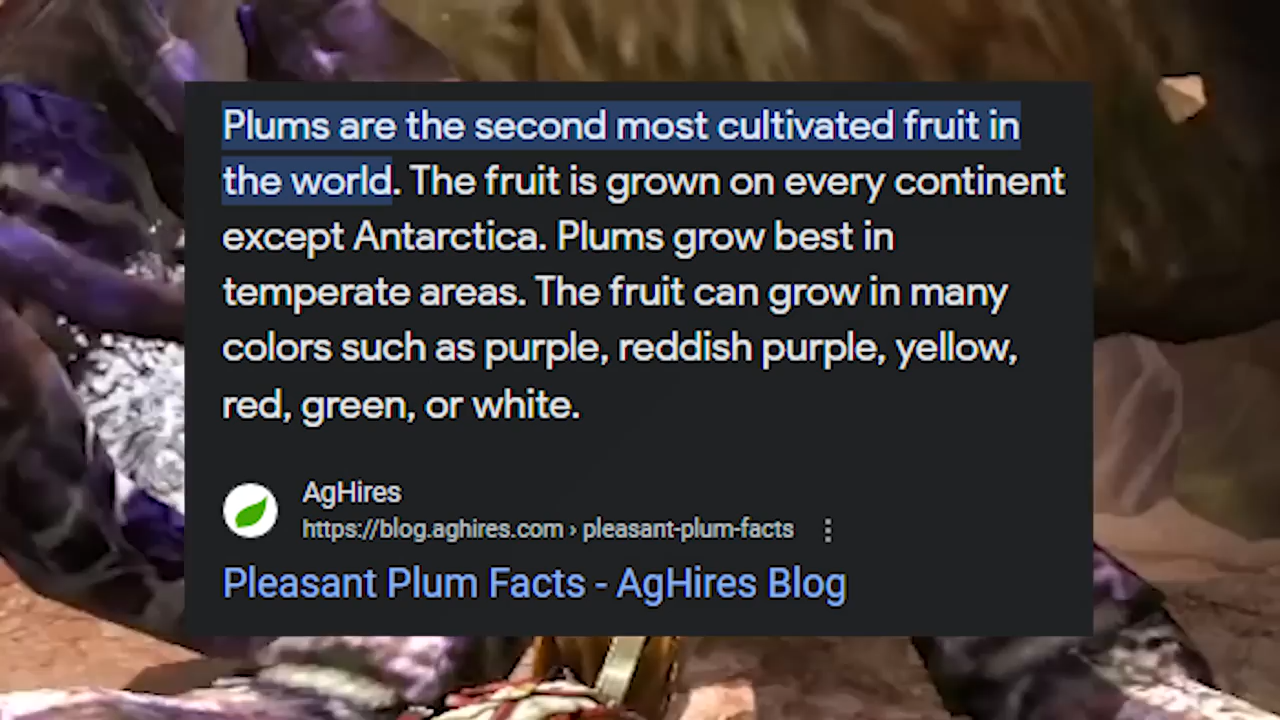 Plums are the second most cultivated fruit in
the world. The fruit is grown on every continent
except Antarctica. Plums grow best in
temperate areas. The fruit can grow in many
colors such as purple, reddish purple, yellow,
red, green, or white.
AgHires
https://blog.aghires.com › pleasant-plum-facts
Pleasant Plum Facts - AgHires Blog